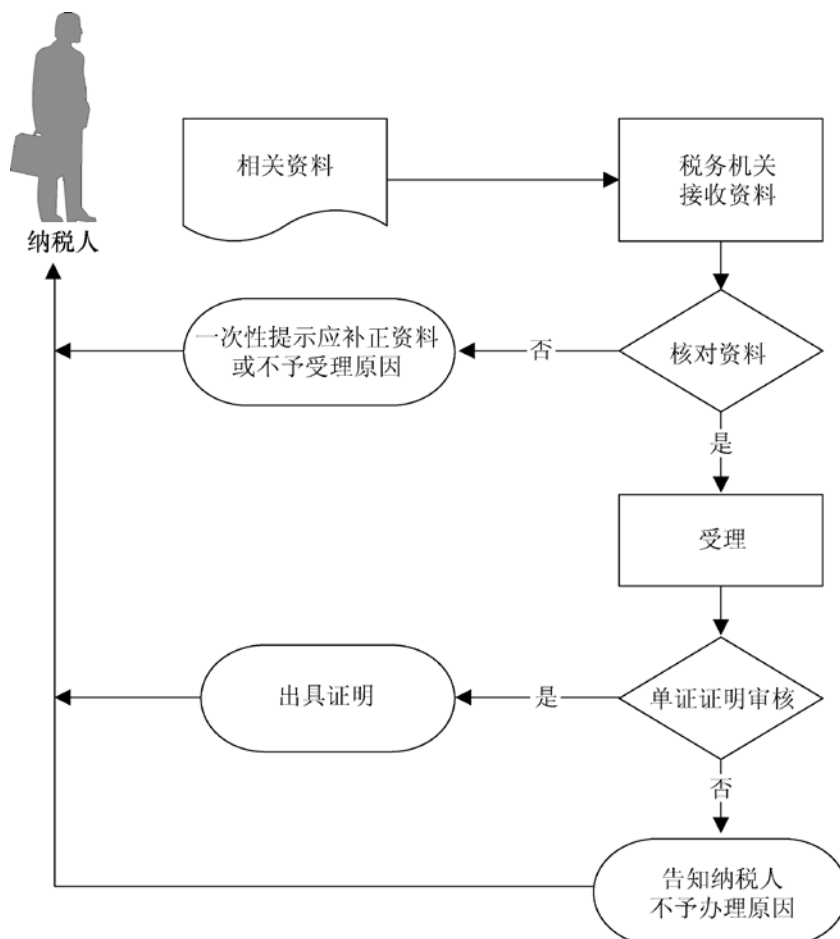 相关资料
税务机关
接收资料
纳税人
一次性提示应补正资料
或不予受理原因
否
核对资料
是
受理
出具证明
是
单证证明审核
否
告知纳税人
不予办理原因